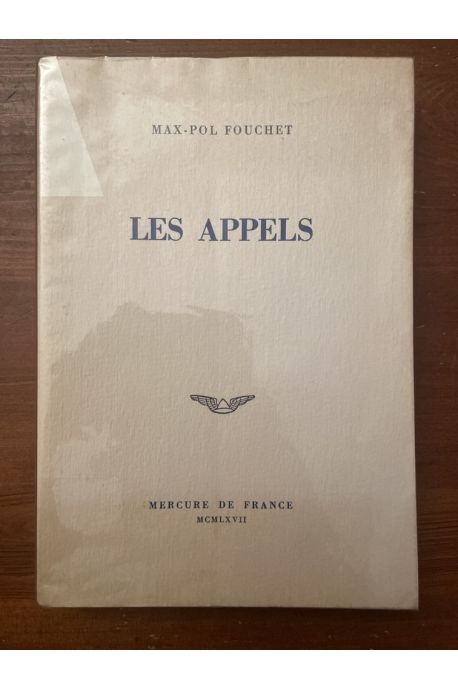 MAX-POL FOUCHET
LES APPELS
MERCURE DE FRANCE
MCMLXVII